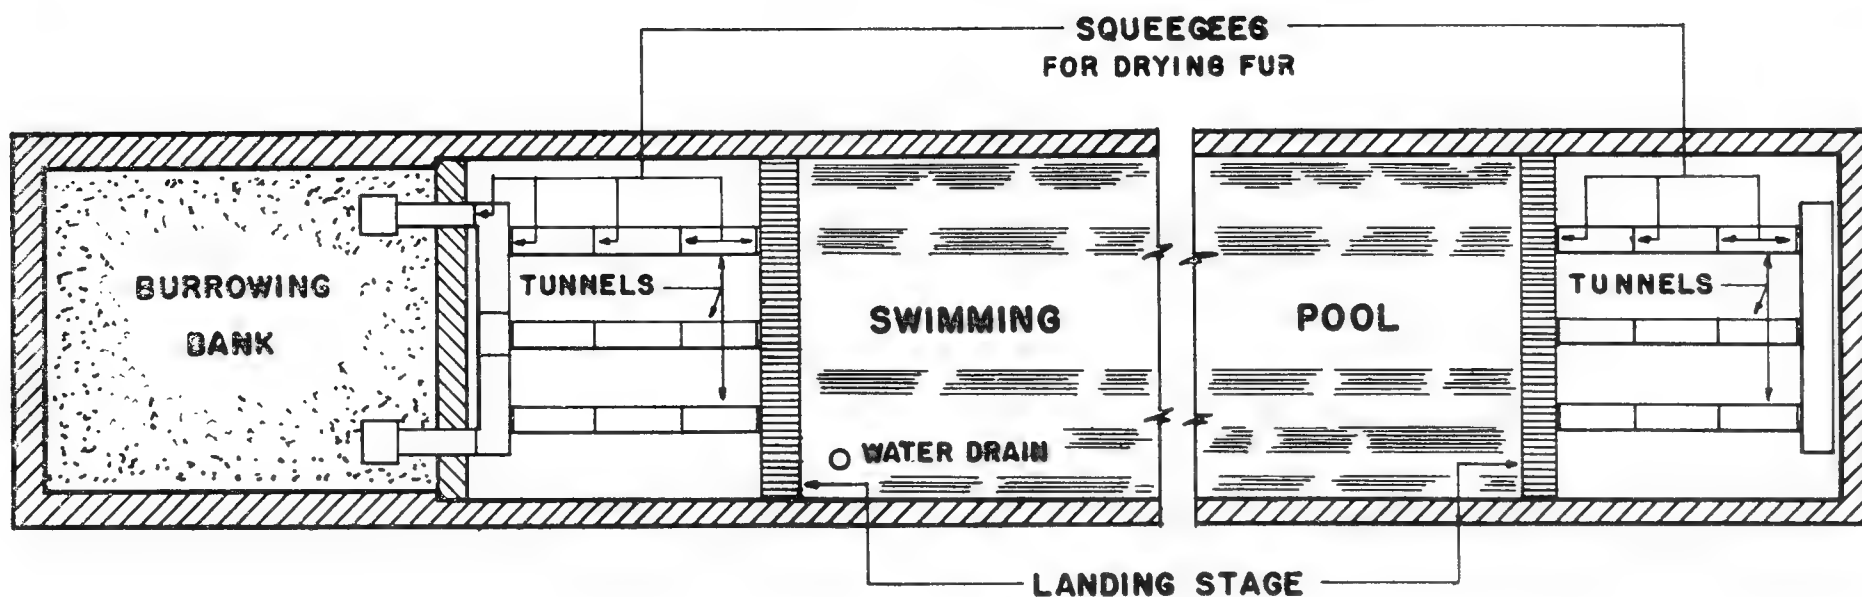 SQUEEGEES
FOR DRYING FUR
BURROWING
BANK
TUNNELS
SWIMMING
POOL
TUNNELS
WATER DRAIN
LANDING STAGE